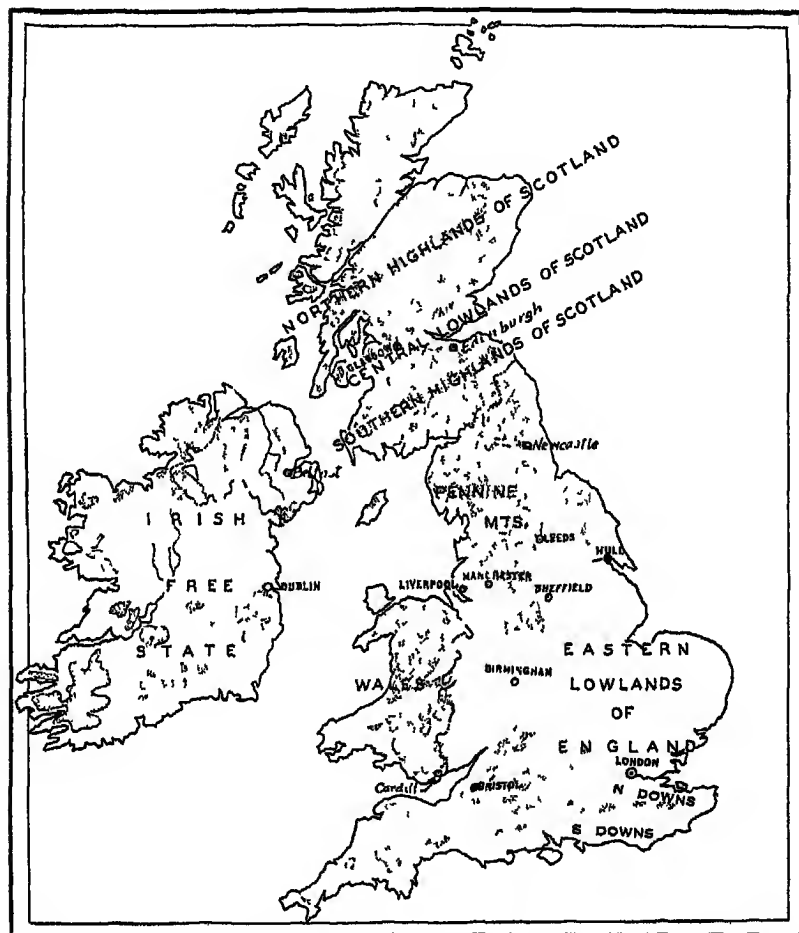 NORTHERN HIGHLANDS OF SCOTLAND
CENTRAL LOWLANDS OF SCOTLAND
Edinburgh
SOUTHERN HIGHLANDS OF SCOTLAND
Newcastle
Belfast
PENNINE
MTS.
IRISH
LEEDS
HULL
FREE
DUBLIN
LIVERPOOL
MANCHESTER
SHEFFIELD
STATE
EASTERN
WALES
BIRMINGHAM
LOWLANDS
OF
ENGLAND
LONDON
Cardiff
BRISTOL
N DOWNS
S DOWNS